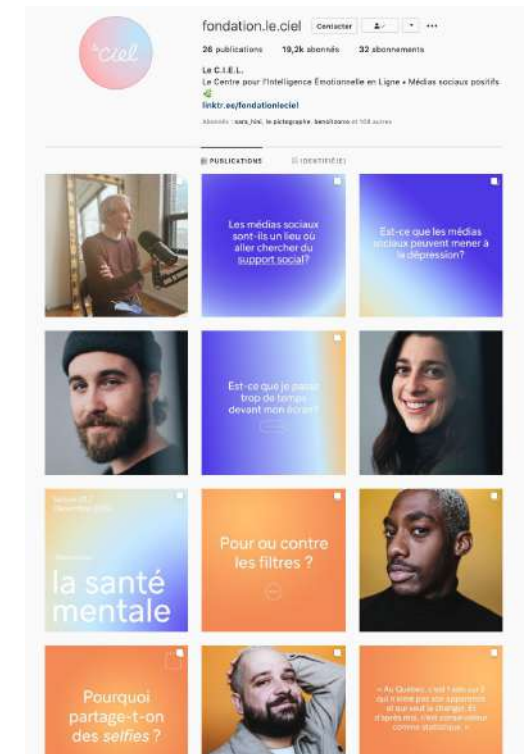 le ciel
fondation.le.ciel Contacter
26 publications 19,2k abonnés 32 abonnements
Le C.I.E.L.
Le Centre pour l'Intelligence Émotionnelle en Ligne • Médias sociaux positifs
linktr.ee/fondationleciel
et 108 autres
PUBLICATIONS IDENTIFIÉ(E)
Les médias sociaux
sont-ils un lieu où
aller chercher du
support social?
Est-ce que les médias
sociaux peuvent mener à
la dépression?
Est-ce que je passe
trop de temps
devant mon écran?
la santé
mentale
Pour ou contre
les filtres ?
Pourquoi
partage-t-on
des selfies ?
« Au Québec, c'est 1 ado sur 2
qui n'aime pas son apparence
et qui veut la changer. Et
d'après moi, c'est conservateur
comme statistique. »